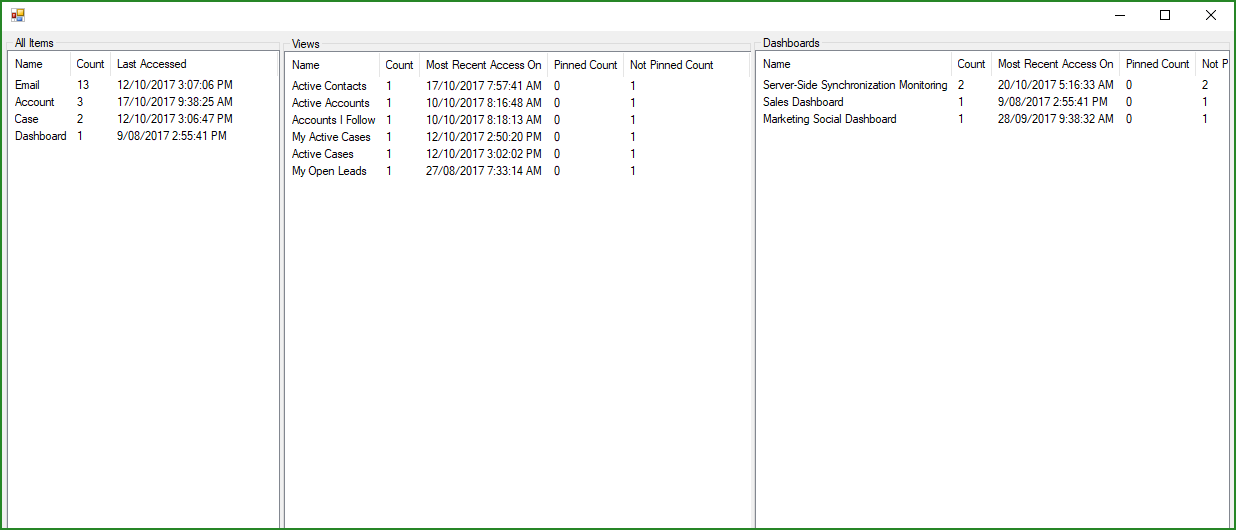 All Items
Name Count Last Accessed
Email 13 12/10/2017 3:07:06 PM
Account 3 17/10/2017 9:38:25 AM
Case 2 12/10/2017 3:06:47 PM
Dashboard 1 9/08/2017 2:55:41 PM
Views
Name Count Most Recent Access On Pinned Count Not Pinned Count
Active Contacts 1 17/10/2017 7:57:41 AM 0 1
Active Accounts 1 10/10/2017 8:16:48 AM 0 1
Accounts I Follow 1 10/10/2017 8:18:13 AM 0 1
My Active Cases 1 12/10/2017 2:50:20 PM 0 1
Active Cases 1 12/10/2017 3:02:02 PM 0 1
My Open Leads 1 27/08/2017 7:33:14 AM 0 1
Dashboards
Name Count Most Recent Access On Pinned Count Not P
Server-Side Synchronization Monitoring 2 20/10/2017 5:16:33 AM 0 2
Sales Dashboard 1 9/08/2017 2:55:41 PM 0 1
Marketing Social Dashboard 1 28/09/2017 9:38:32 AM 0 1